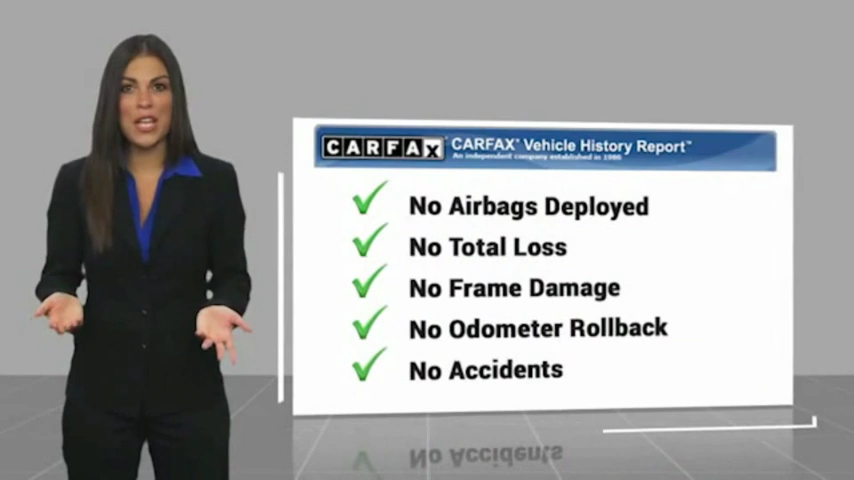 CARFAX CARFAX™ Vehicle History Report™
An independent company established in 1986
No Airbags Deployed
No Total Loss
No Frame Damage
No Odometer Rollback
No Accidents
No Accidents